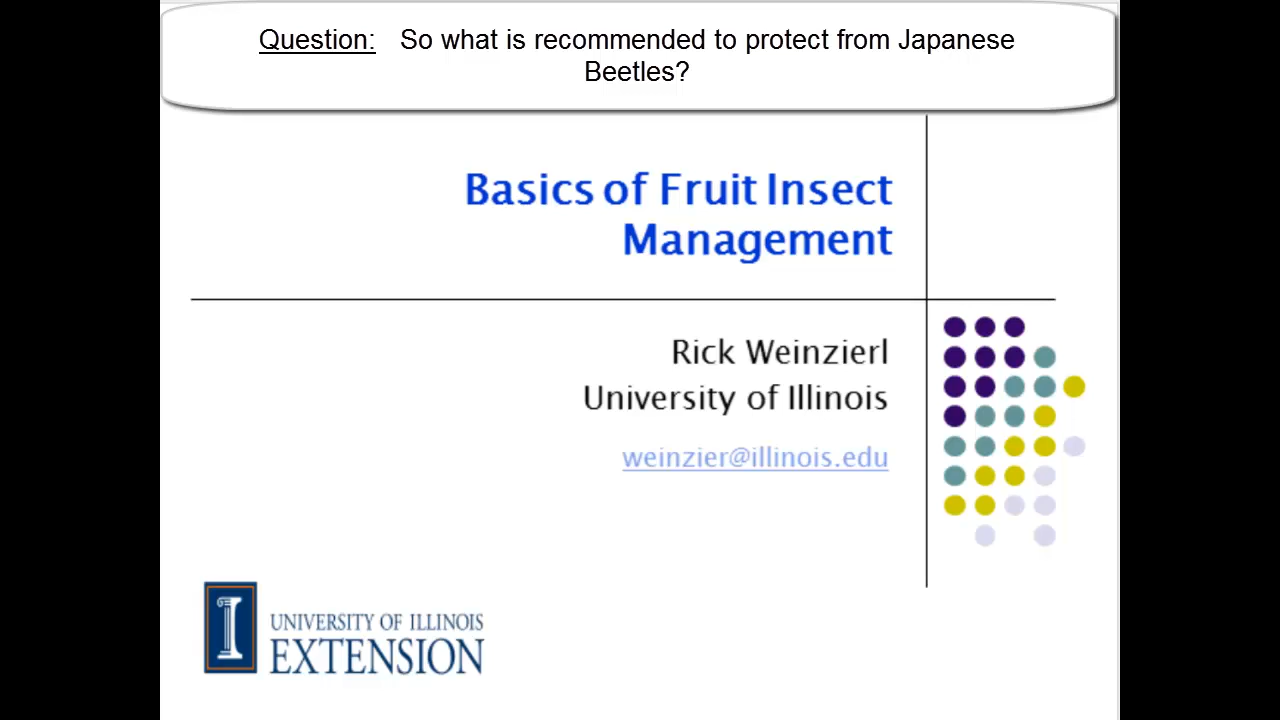 Question: So what is recommended to protect from Japanese
Beetles?
Basics of Fruit Insect
Management
Rick Weinzierl
University of Illinois
weinzier@illinois.edu
I UNIVERSITY OF ILLINOIS
EXTENSION